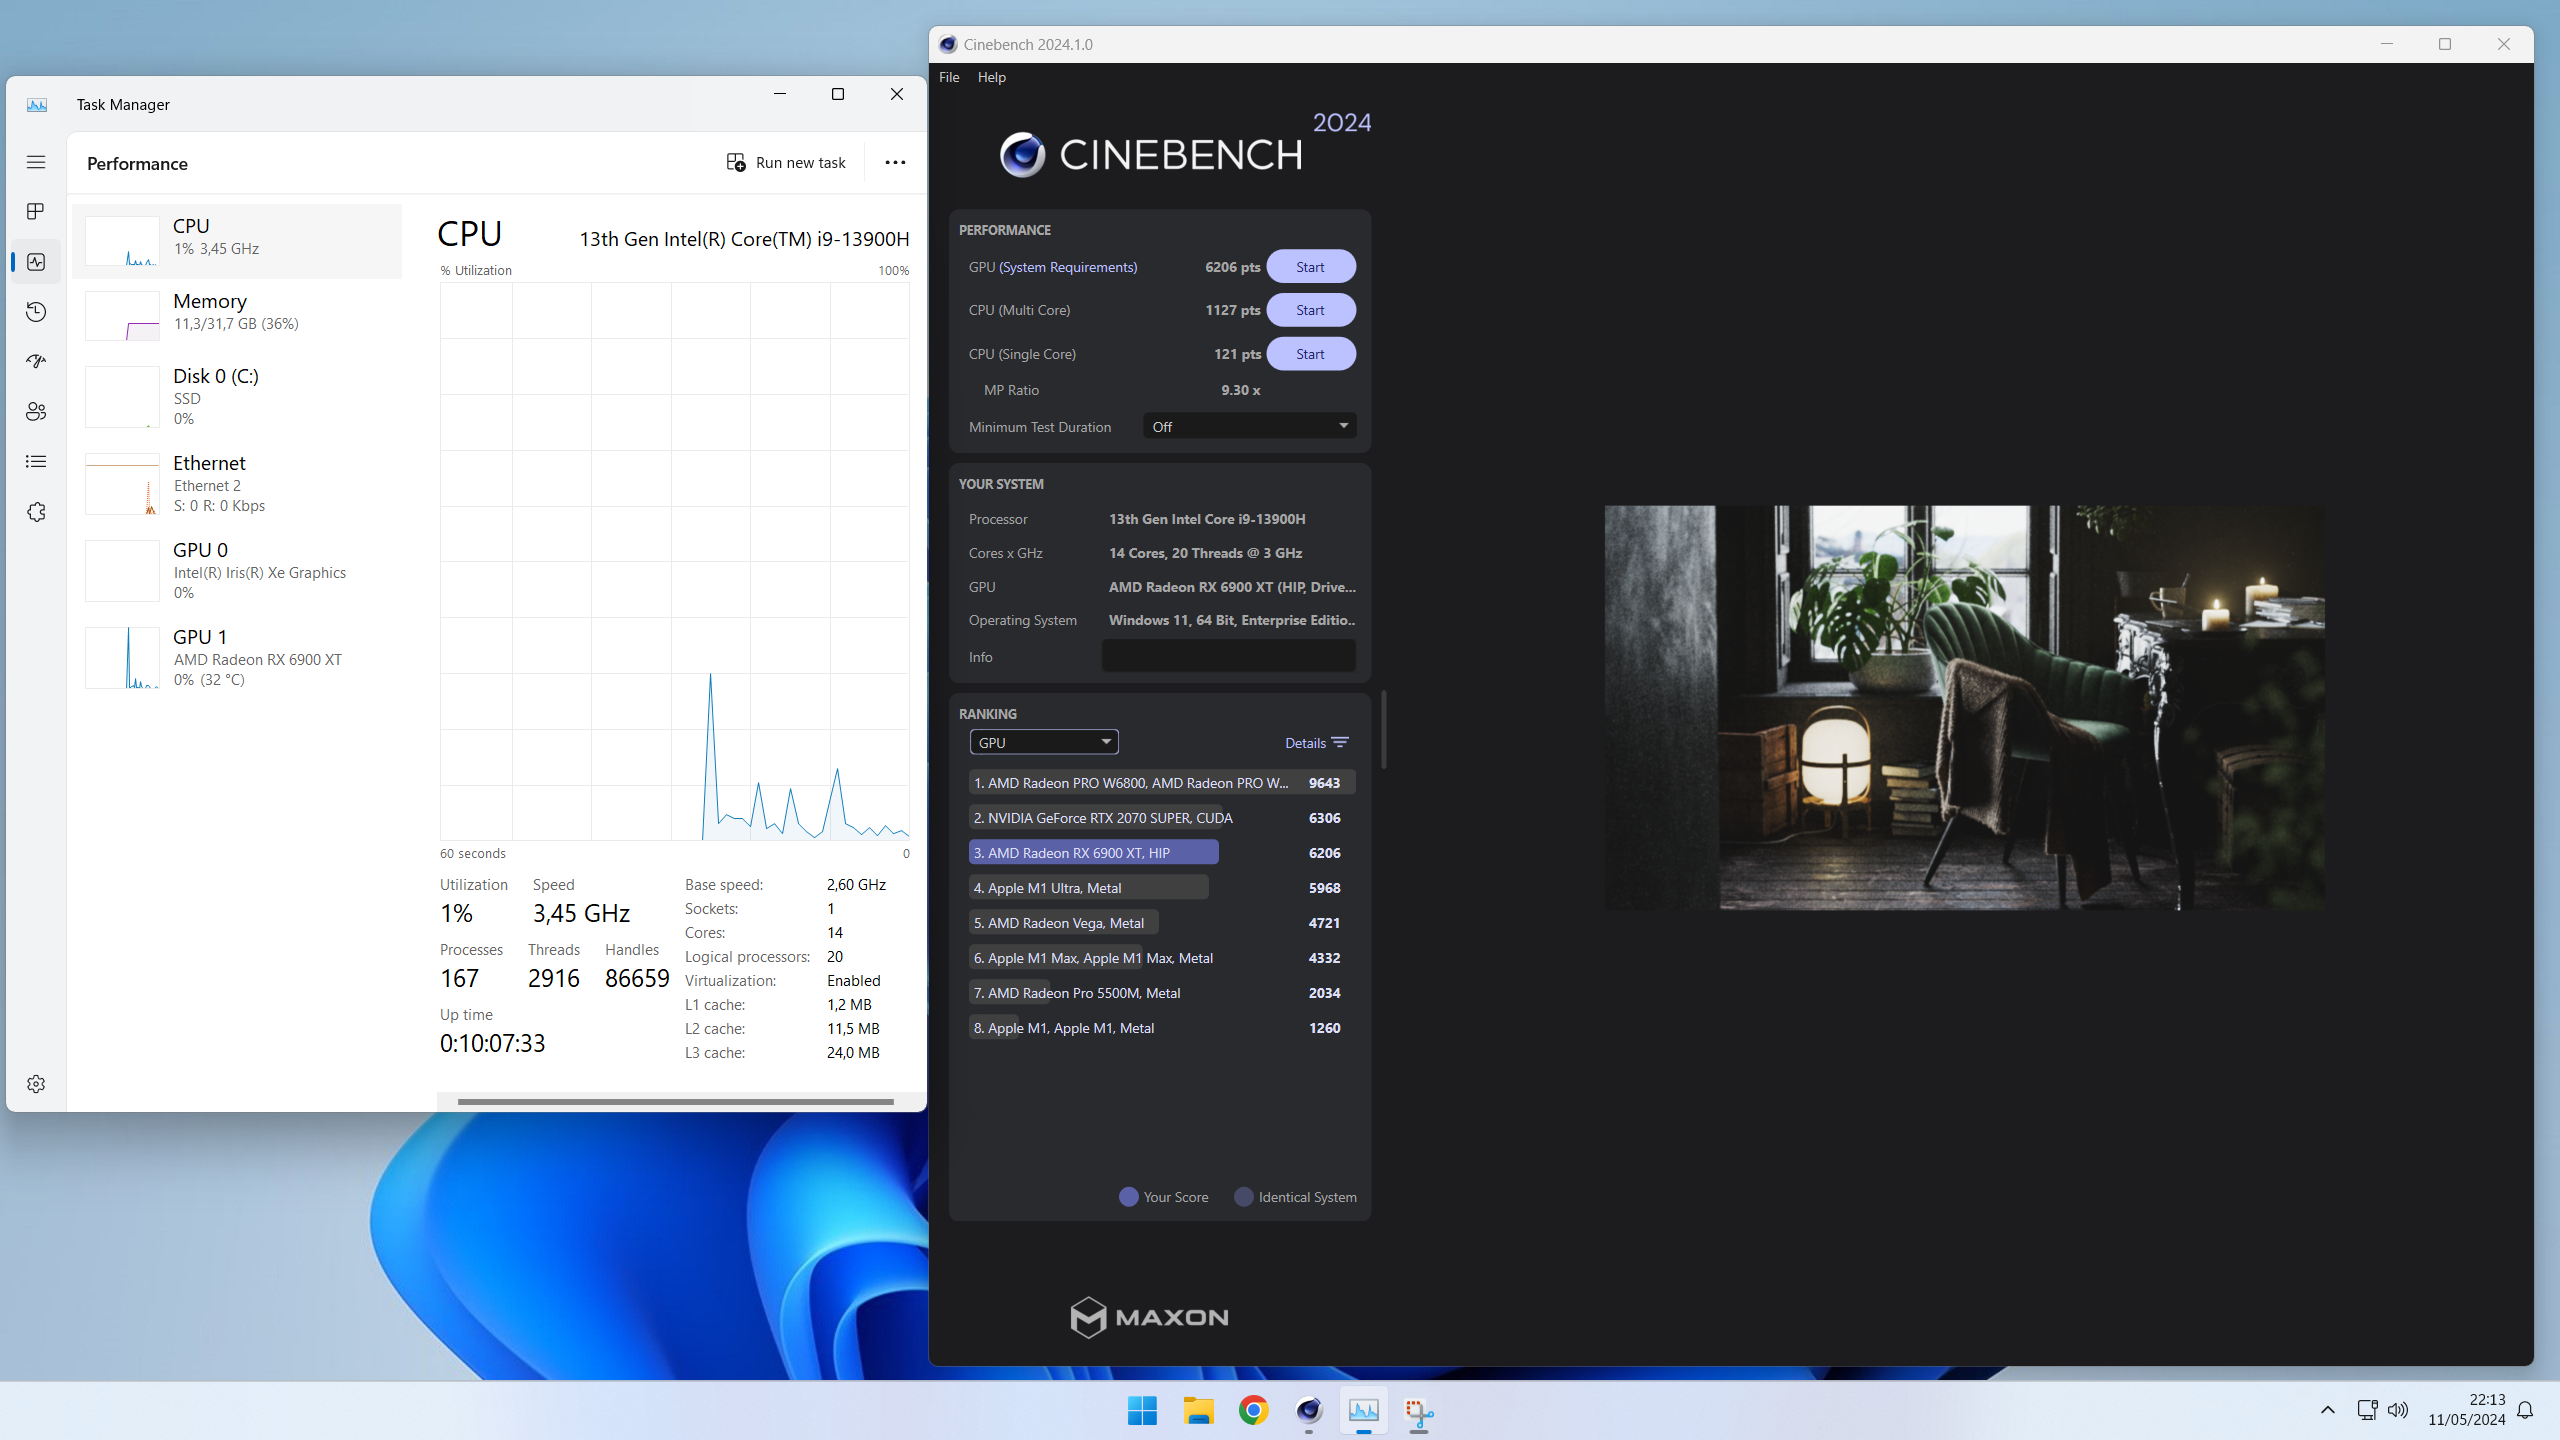 Task Manager
Performance
Run new task
CPU
1% 3,45 GHz
Memory
11,3/31,7 GB (36%)
Disk 0 (C:)
SSD
0%
Ethernet
Ethernet 2
S: 0 R: 0 Kbps
GPU 0
Intel(R) Iris(R) Xe Graphics
0%
GPU 1
AMD Radeon RX 6900 XT
0% (32 °C)
CPU
13th Gen Intel(R) Core(TM) i9-13900H
% Utilization 100%
60 seconds 0
Utilization Speed
1% 3,45 GHz
Processes Threads Handles
167 2916 86659
Up time
0:10:07:33
Base speed: 2,60 GHz
Sockets: 1
Cores: 14
Logical processors: 20
Virtualization: Enabled
L1 cache: 1,2 MB
L2 cache: 11,5 MB
L3 cache: 24,0 MB
Cinebench 2024.1.0
File Help
CINEBENCH 2024
PERFORMANCE
GPU (System Requirements) 6206 pts Start
CPU (Multi Core) 1127 pts Start
CPU (Single Core) 121 pts Start
MP Ratio 9.30 x
Minimum Test Duration Off
YOUR SYSTEM
Processor 13th Gen Intel Core i9-13900H
Cores x GHz 14 Cores, 20 Threads @ 3 GHz
GPU AMD Radeon RX 6900 XT (HIP, Drive...
Operating System Windows 11, 64 Bit, Enterprise Editio..
Info
RANKING
GPU Details
1. AMD Radeon PRO W6800, AMD Radeon PRO W... 9643
2. NVIDIA GeForce RTX 2070 SUPER, CUDA 6306
3. AMD Radeon RX 6900 XT, HIP 6206
4. Apple M1 Ultra, Metal 5968
5. AMD Radeon Vega, Metal 4721
6. Apple M1 Max, Apple M1 Max, Metal 4332
7. AMD Radeon Pro 5500M, Metal 2034
8. Apple M1, Apple M1, Metal 1260
Your Score Identical System
MAXON
22:13
11/05/2024